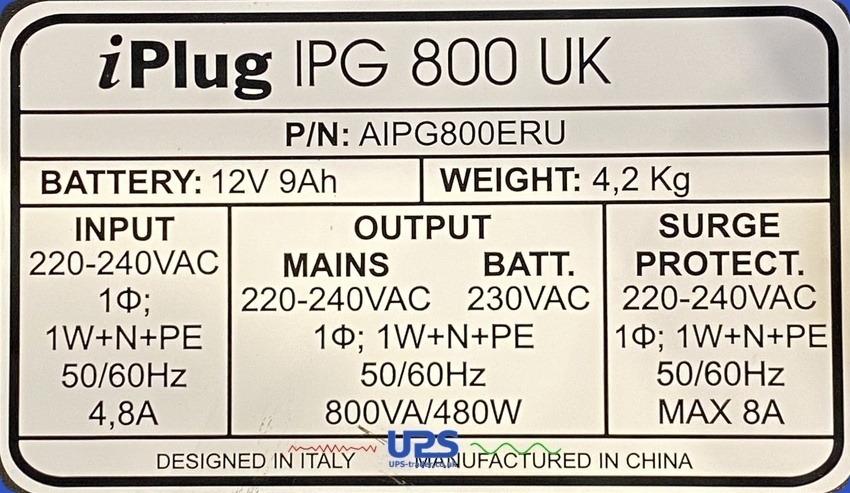 iPlug IPG 800 UK
P/N: AIPG800ERU
BATTERY: 12V 9Ah
WEIGHT: 4,2 Kg
INPUT
220-240VAC
1Φ;
1W+N+PE
50/60Hz
4,8A
OUTPUT
MAINS BATT.
220-240VAC 230VAC
1Φ; 1W+N+PE
50/60Hz
800VA/480W
SURGE
PROTECT.
220-240VAC
1Φ; 1W+N+PE
50/60Hz
MAX 8A
DESIGNED IN ITALY MANUFACTURED IN CHINA
UPS